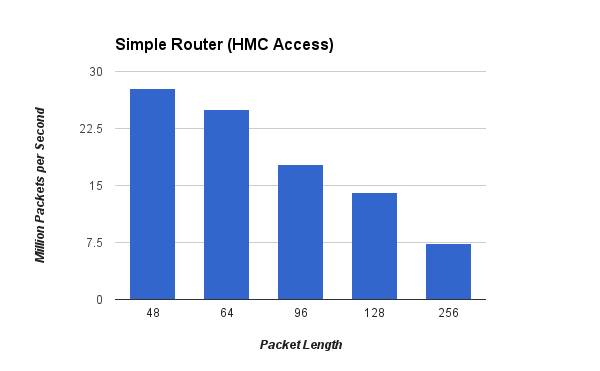 Simple Router (HMC Access)
Million Packets per Second
30
22.5
15
7.5
0
48 64 96 128 256
Packet Length